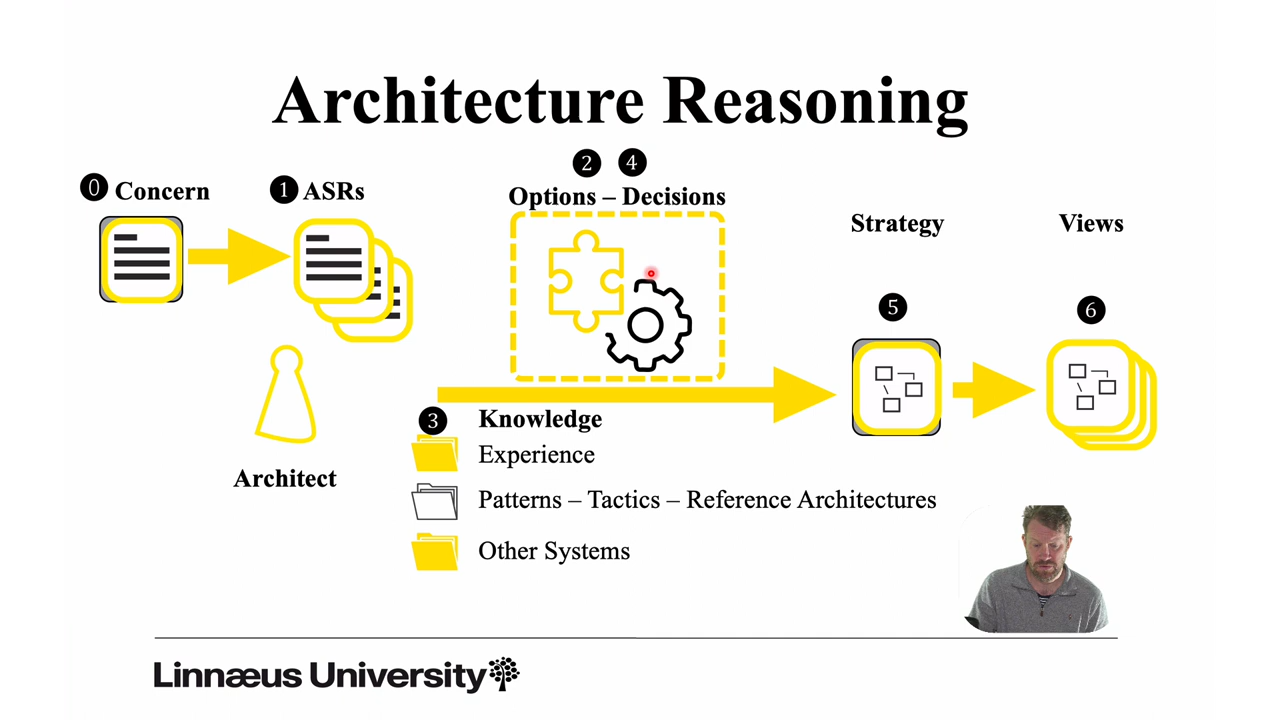 Architecture Reasoning
0 Concern
1 ASRs
2 4
Options – Decisions
Strategy
Views
5
6
3 Knowledge
Experience
Architect
Patterns – Tactics – Reference Architectures
Other Systems
Linnæus University